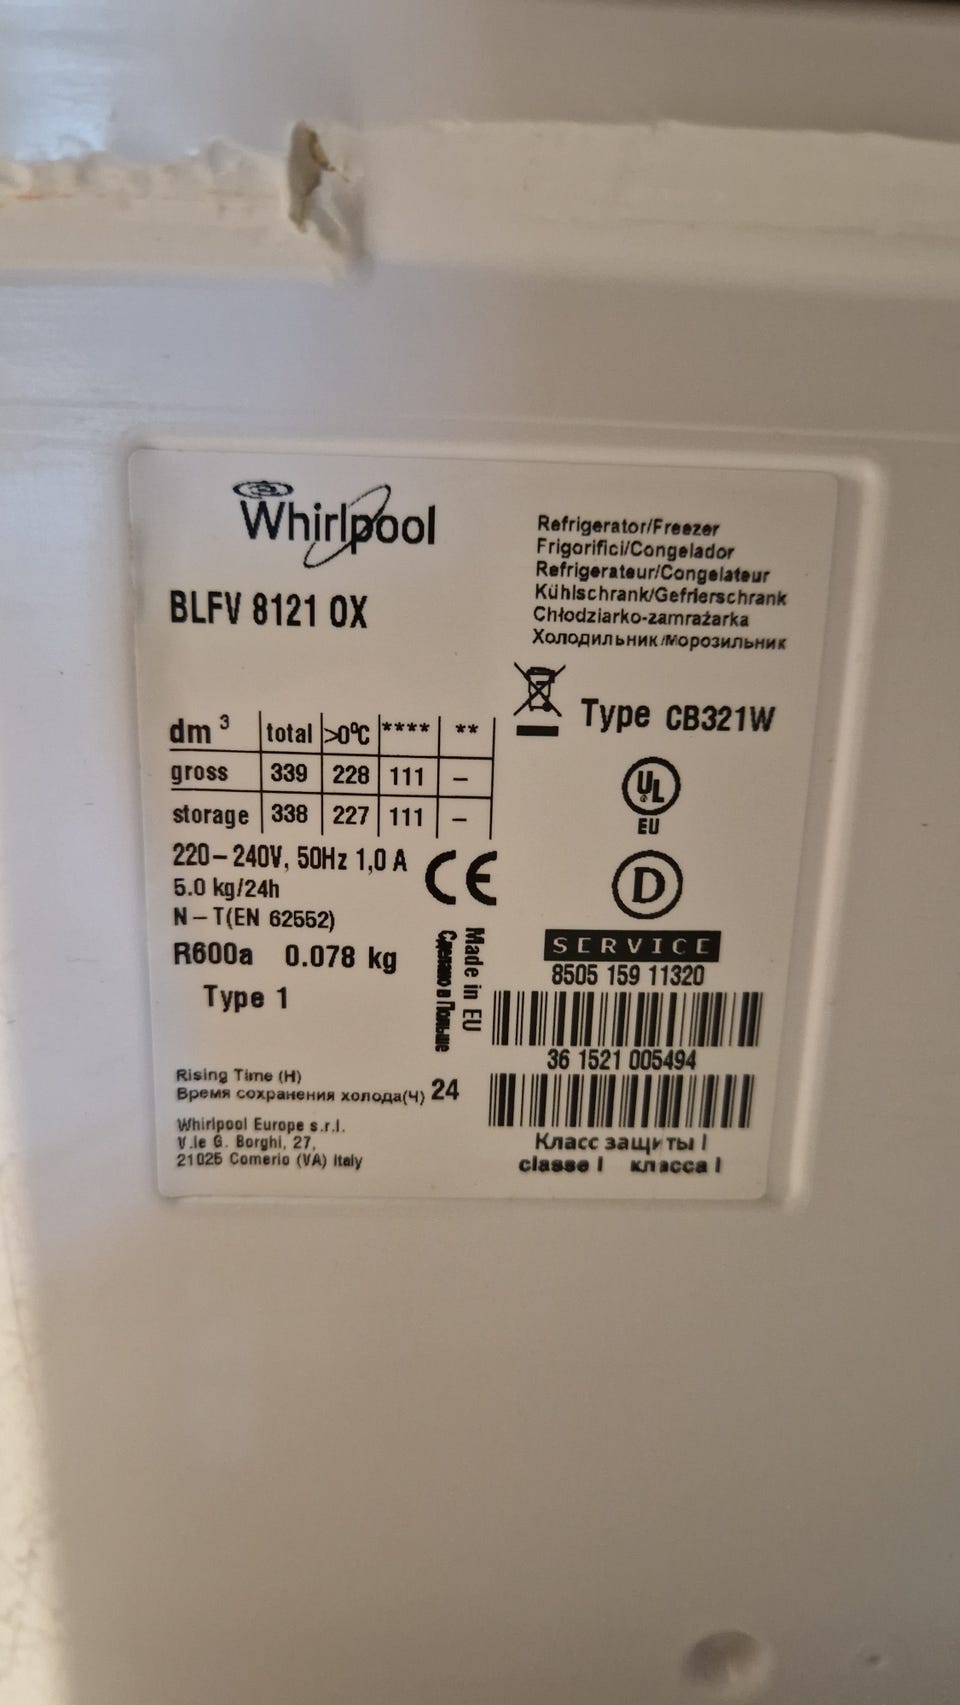 Whirlpool
BLFV 8121 OX
Refrigerator/Freezer
Frigorifici/Congelador
Refrigerateur/Congelateur
Kühlschrank/Gefrierschrank
Chłodziarko-zamrażarka
Холодильник/морозильник
Type CB321W
dm³ total >0°C **** **
gross 339 228 111 –
storage 338 227 111 –
220–240V, 50Hz 1,0 A
5.0 kg/24h
N–T(EN 62552)
R600a 0.078 kg
Type 1
CE
Made in EU
Сделано в Польше
UL
EU
D
SERVICE
8505 159 11320
36 1521 005494
Rising Time (H)
Время сохранения холода(Ч) 24
Whirlpool Europe s.r.l.
V.le G. Borghi, 27,
21025 Comerio (VA) Italy
Класс защиты I
classe I класса I